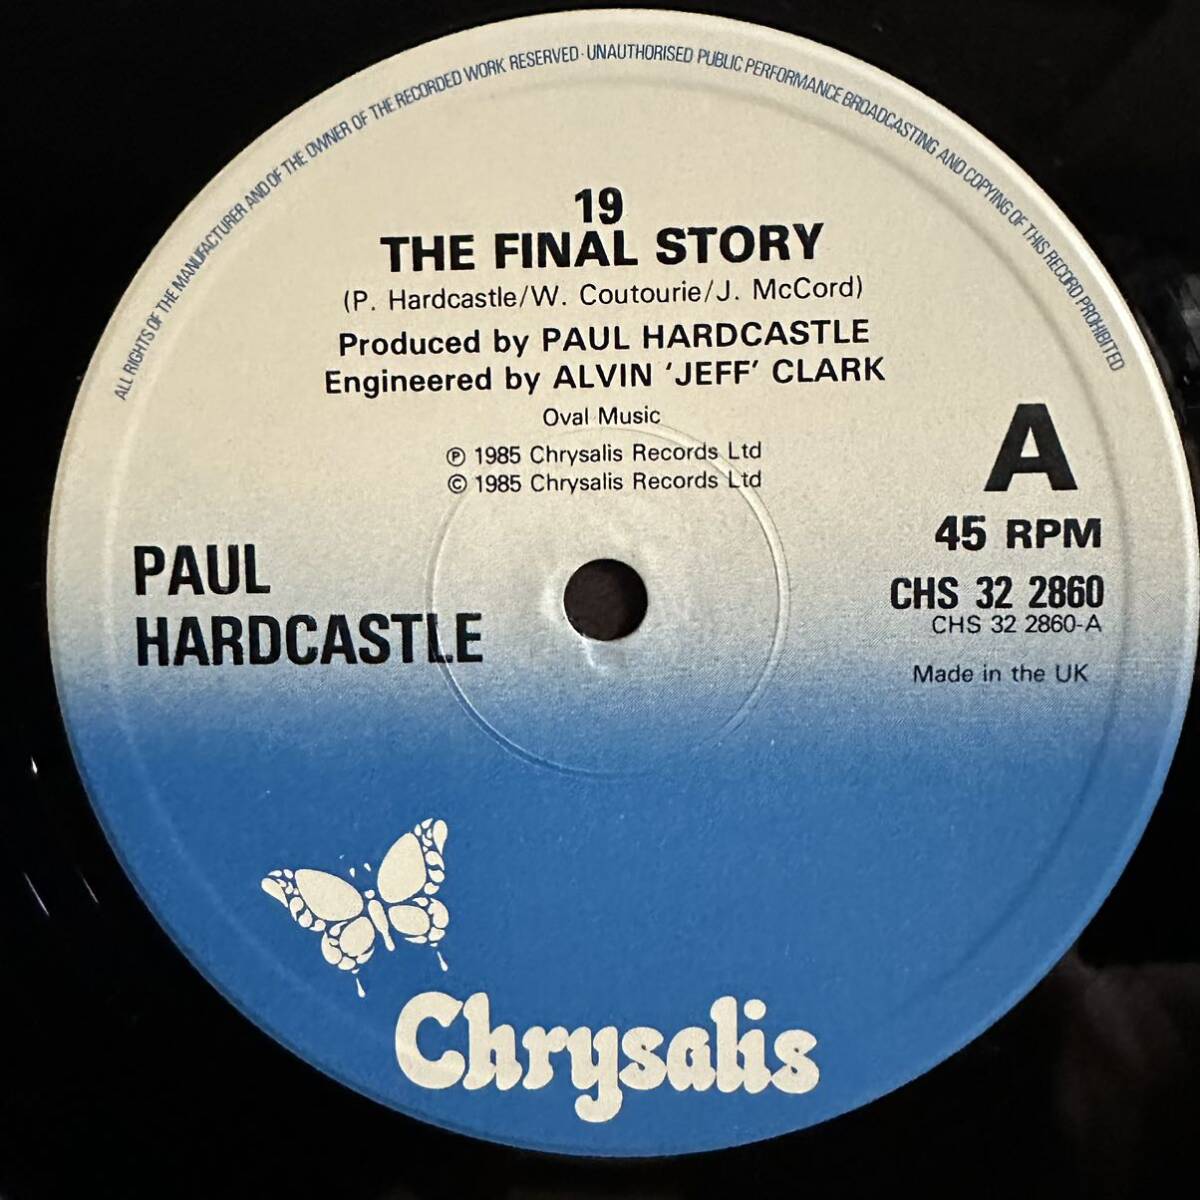 ALL RIGHTS OF THE MANUFACTURER AND OF THE OWNER OF THE RECORDED WORK RESERVED · UNAUTHORISED PUBLIC PERFORMANCE BROADCASTING AND COPYING OF THIS RECORD PROHIBITED
19
THE FINAL STORY
(P. Hardcastle/W. Coutourie/J. McCord)
Produced by PAUL HARDCASTLE
Engineered by ALVIN 'JEFF' CLARK
Oval Music
℗ 1985 Chrysalis Records Ltd
© 1985 Chrysalis Records Ltd
PAUL
HARDCASTLE
A
45 RPM
CHS 32 2860
CHS 32 2860-A
Made in the UK
Chrysalis